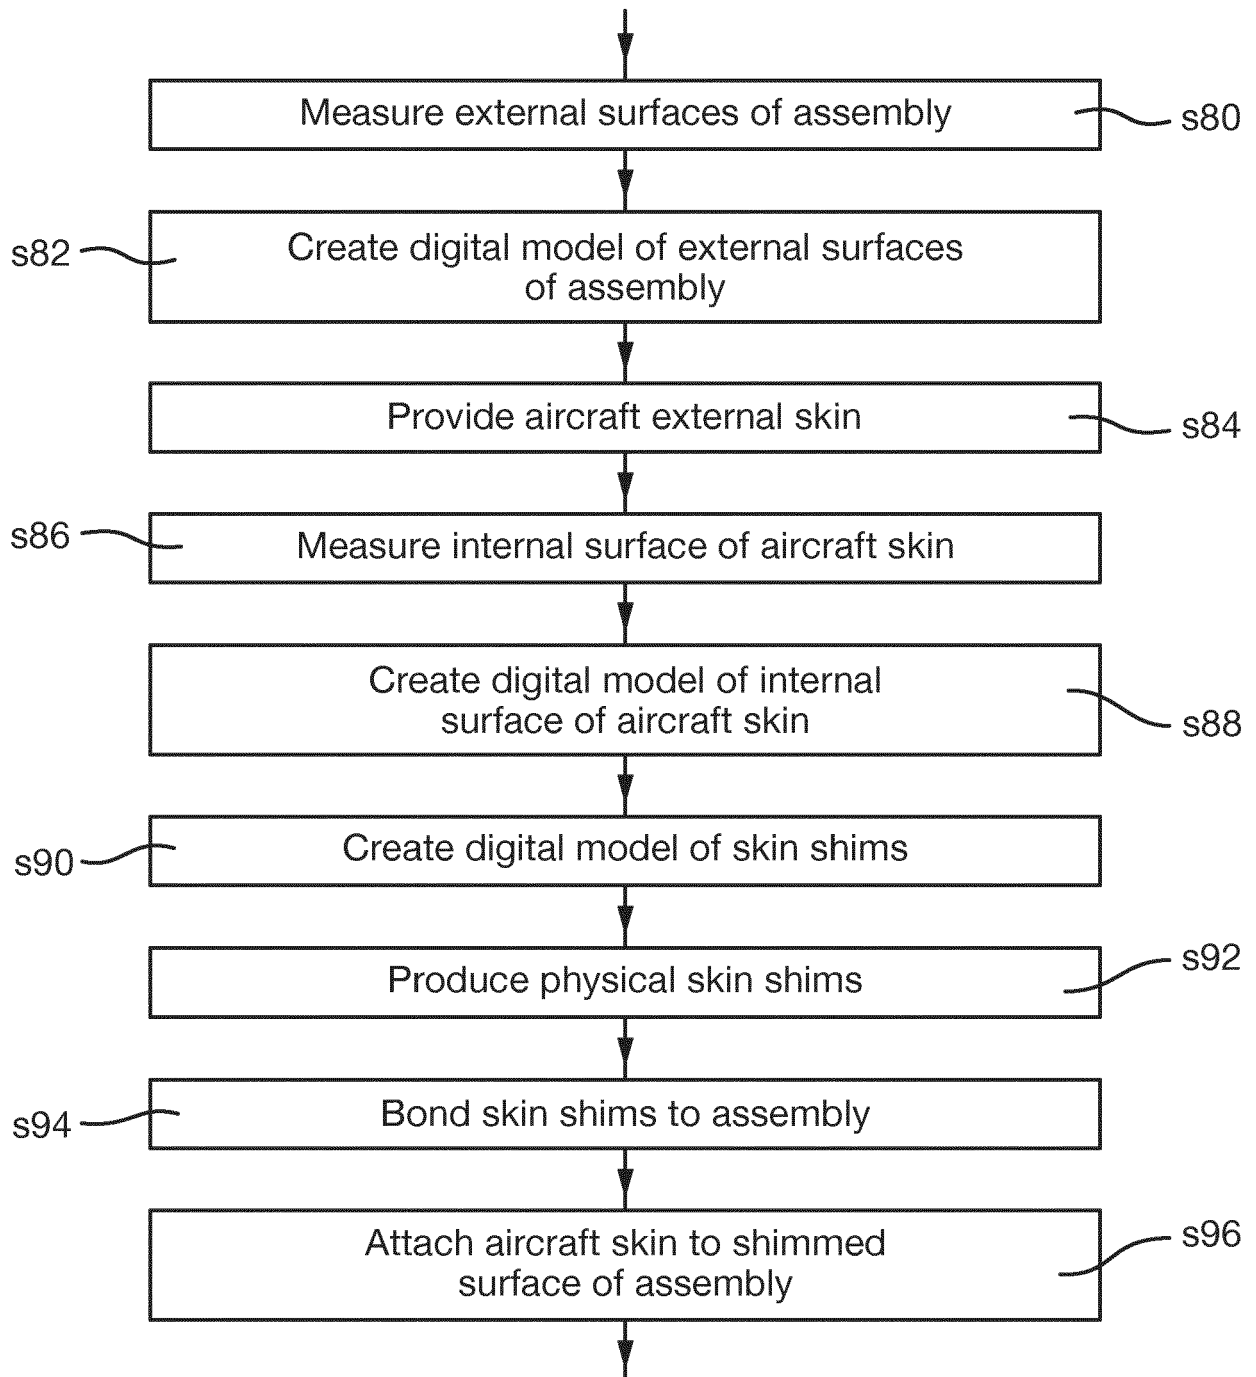 Measure external surfaces of assembly
s80
s82
Create digital model of external surfaces
of assembly
Provide aircraft external skin
s84
s86
Measure internal surface of aircraft skin
Create digital model of internal
surface of aircraft skin
s88
s90
Create digital model of skin shims
Produce physical skin shims
s92
s94
Bond skin shims to assembly
Attach aircraft skin to shimmed
surface of assembly
s96